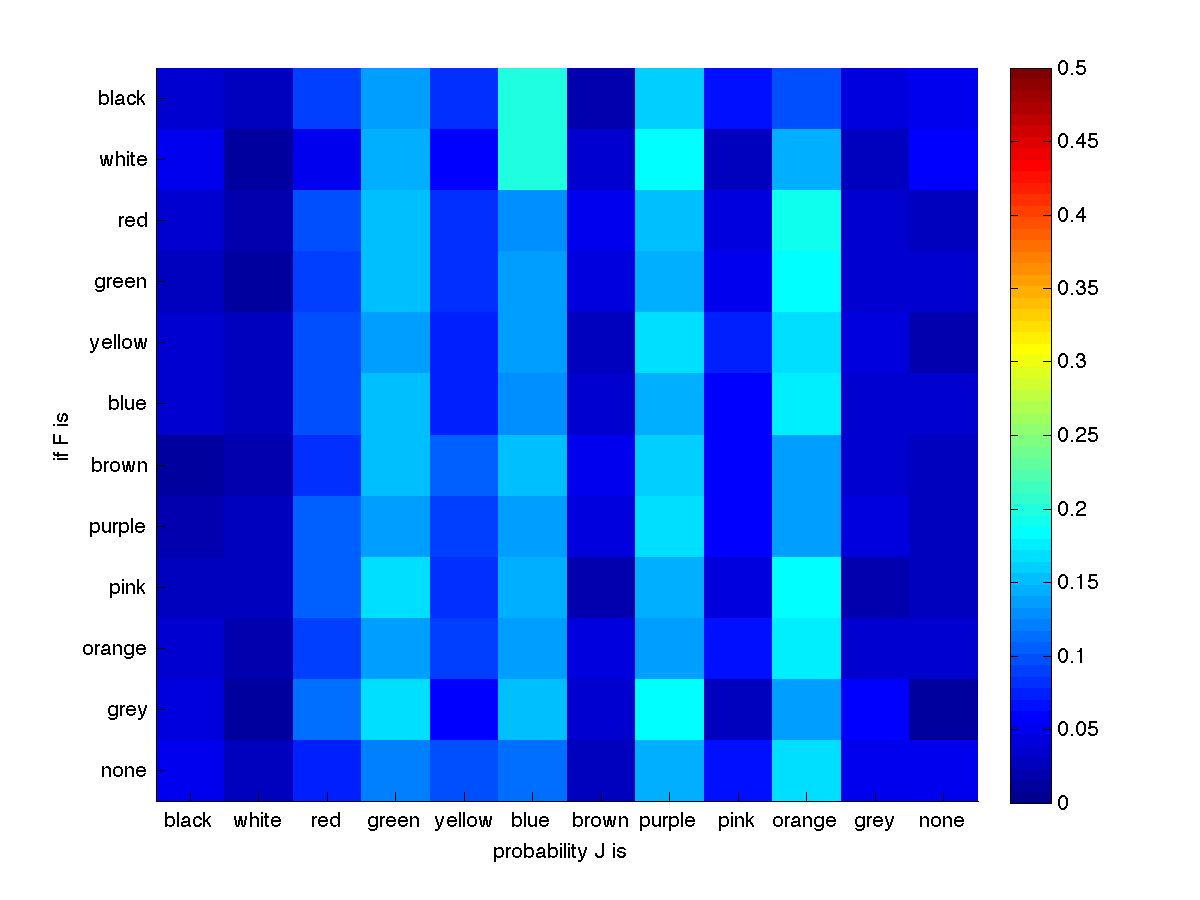 black
white
red
green
yellow
blue
brown
purple
pink
orange
grey
none
if F is
black white red green yellow blue brown purple pink orange grey none
probability J is
0.5
0.45
0.4
0.35
0.3
0.25
0.2
0.15
0.1
0.05
0